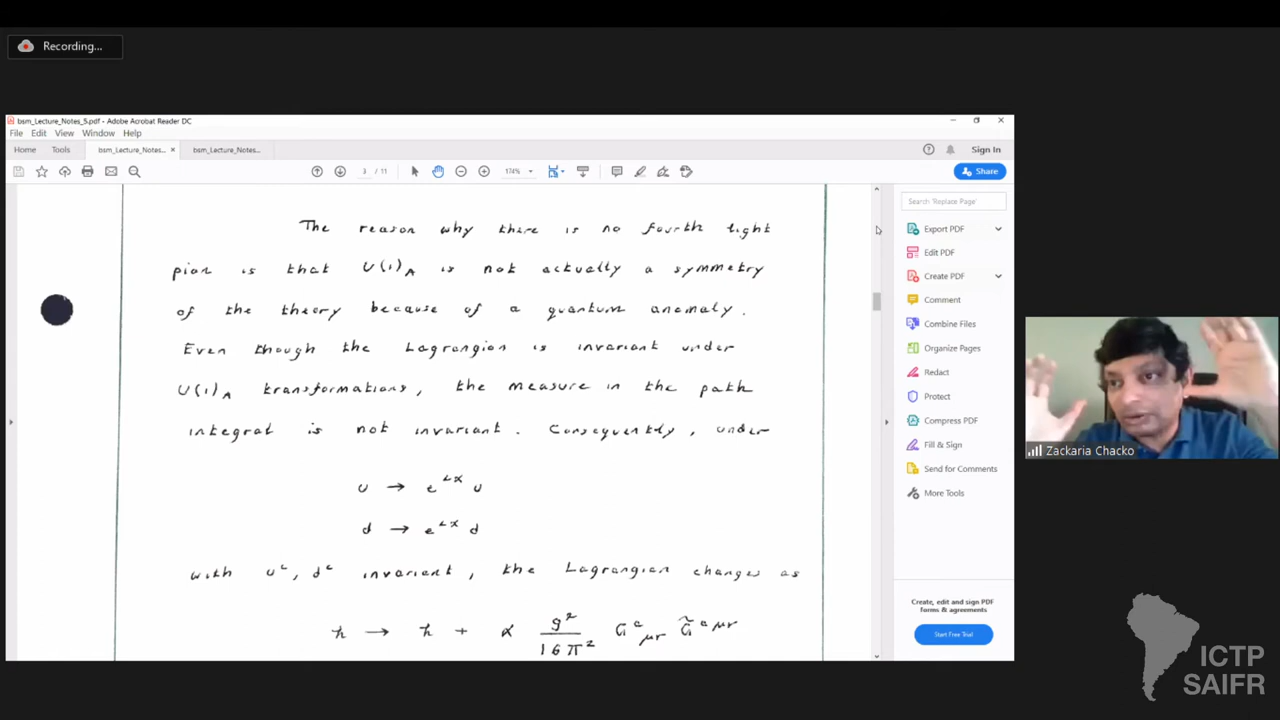 Recording...
bsm_Lecture_Notes_5.pdf - Adobe Acrobat Reader DC
File Edit View Window Help
Home Tools bsm_Lecture_Notes... × bsm_Lecture_Notes... Sign In
3 / 11 174% Share
The reason why there is no fourth light
pion is that U(1)A is not actually a symmetry
of the theory because of a quantum anomaly.
Even though the Lagrangian is invariant under
U(1)A transformations, the measure in the path
integral is not invariant. Consequently, under
u → e^{iα} u
d → e^{iα} d
with u^c, d^c invariant, the Lagrangian changes as
L → L + α g²/16π² G^a_μν G̃^{aμν}
Search 'Replace Page'
Export PDF
Edit PDF
Create PDF
Comment
Combine Files
Organize Pages
Redact
Protect
Compress PDF
Fill & Sign
Send for Comments
More Tools
Create, edit and sign PDF
forms & agreements
Start Free Trial
Zackaria Chacko
ICTP
SAIFR